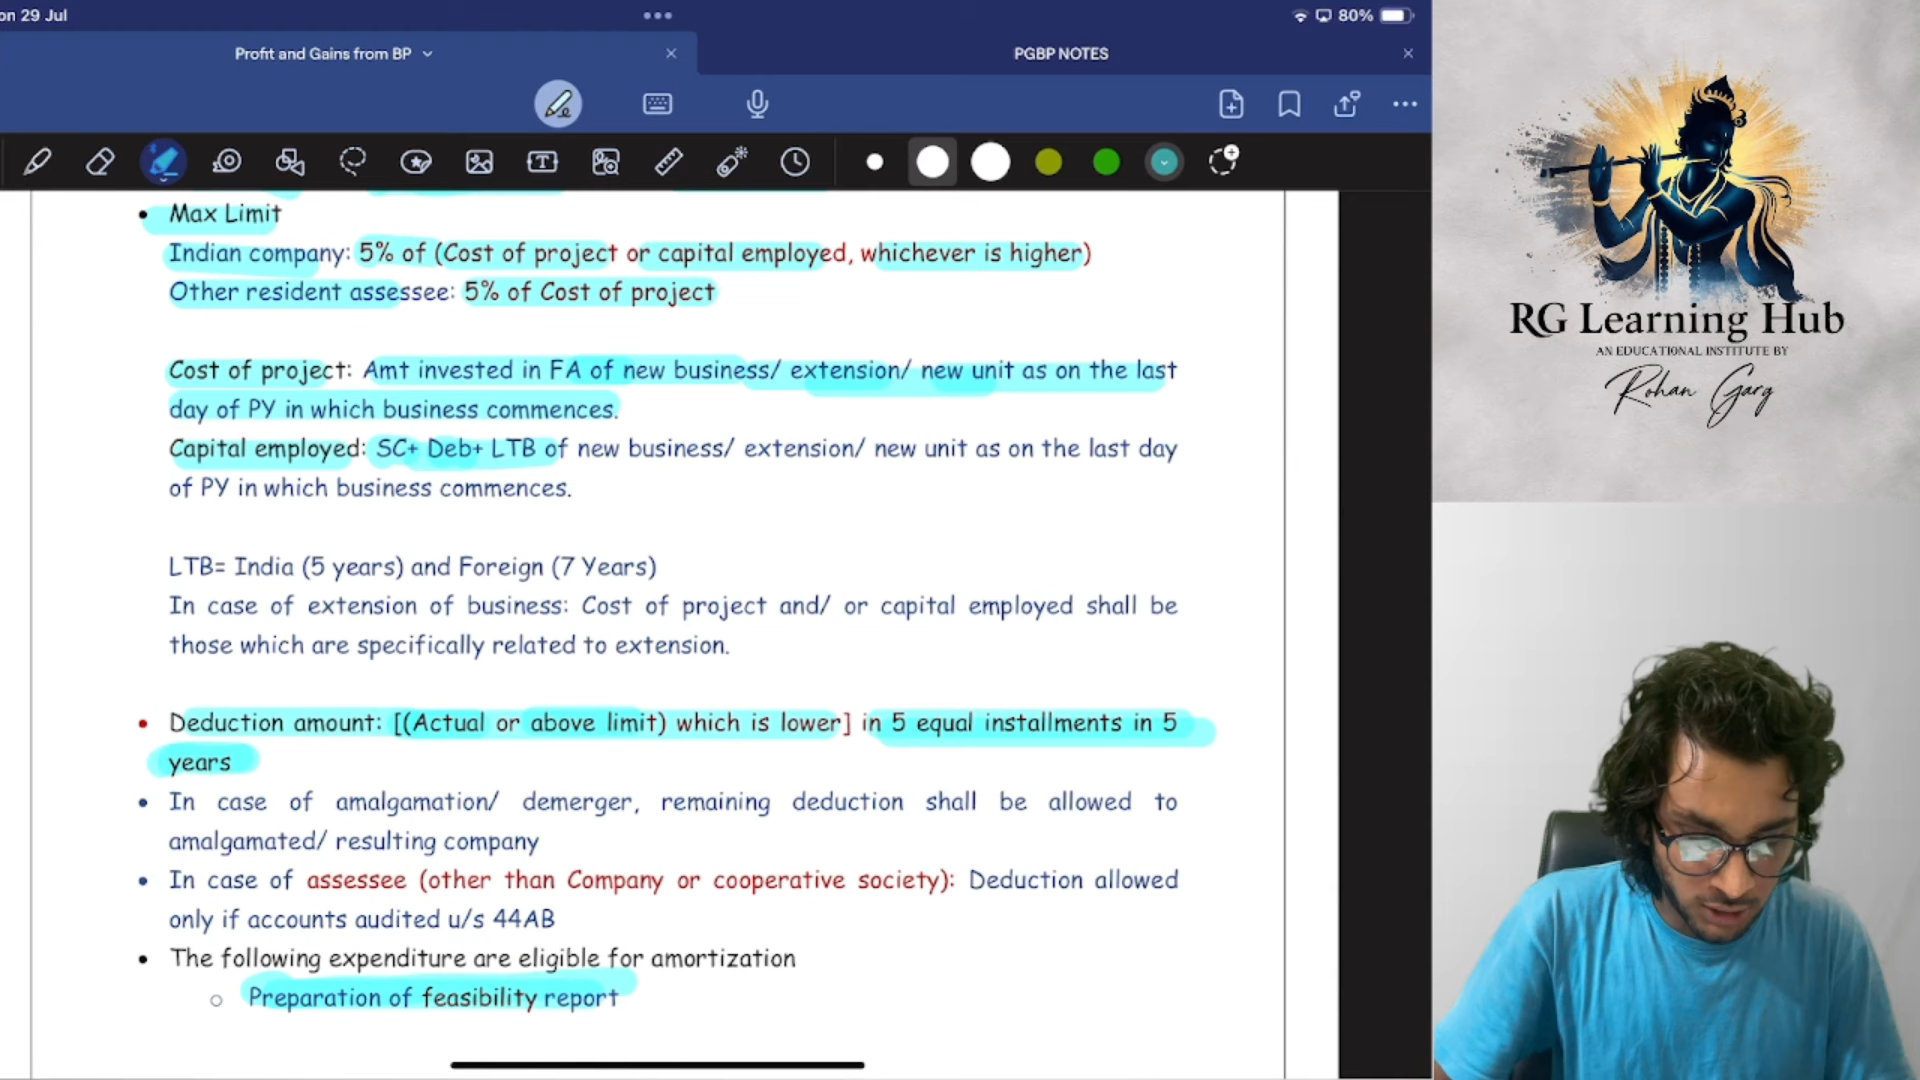 on 29 Jul
80%
Profit and Gains from BP
PGBP NOTES
• Max Limit
Indian company: 5% of (Cost of project or capital employed, whichever is higher)
Other resident assessee: 5% of Cost of project
Cost of project: Amt invested in FA of new business/ extension/ new unit as on the last
day of PY in which business commences.
Capital employed: SC+ Deb+ LTB of new business/ extension/ new unit as on the last day
of PY in which business commences.
LTB= India (5 years) and Foreign (7 Years)
In case of extension of business: Cost of project and/ or capital employed shall be
those which are specifically related to extension.
• Deduction amount: [(Actual or above limit) which is lower] in 5 equal installments in 5
years
• In case of amalgamation/ demerger, remaining deduction shall be allowed to
amalgamated/ resulting company
• In case of assessee (other than Company or cooperative society): Deduction allowed
only if accounts audited u/s 44AB
• The following expenditure are eligible for amortization
○ Preparation of feasibility report
RG Learning Hub
AN EDUCATIONAL INSTITUTE BY
Rohan Garg